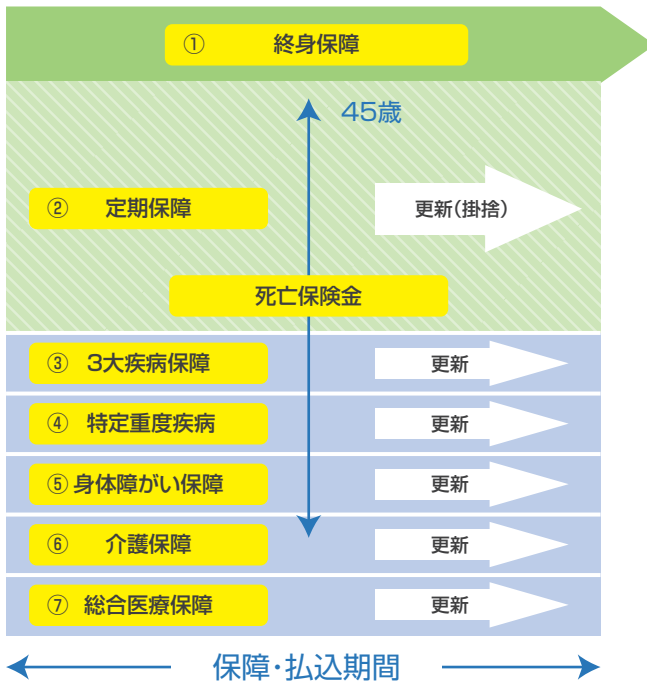 ① 終身保障
45歳
② 定期保障
更新(掛捨)
死亡保険金
③ 3大疾病保障
更新
④ 特定重度疾病
更新
⑤ 身体障がい保障
更新
⑥ 介護保障
更新
⑦ 総合医療保障
更新
保障・払込期間